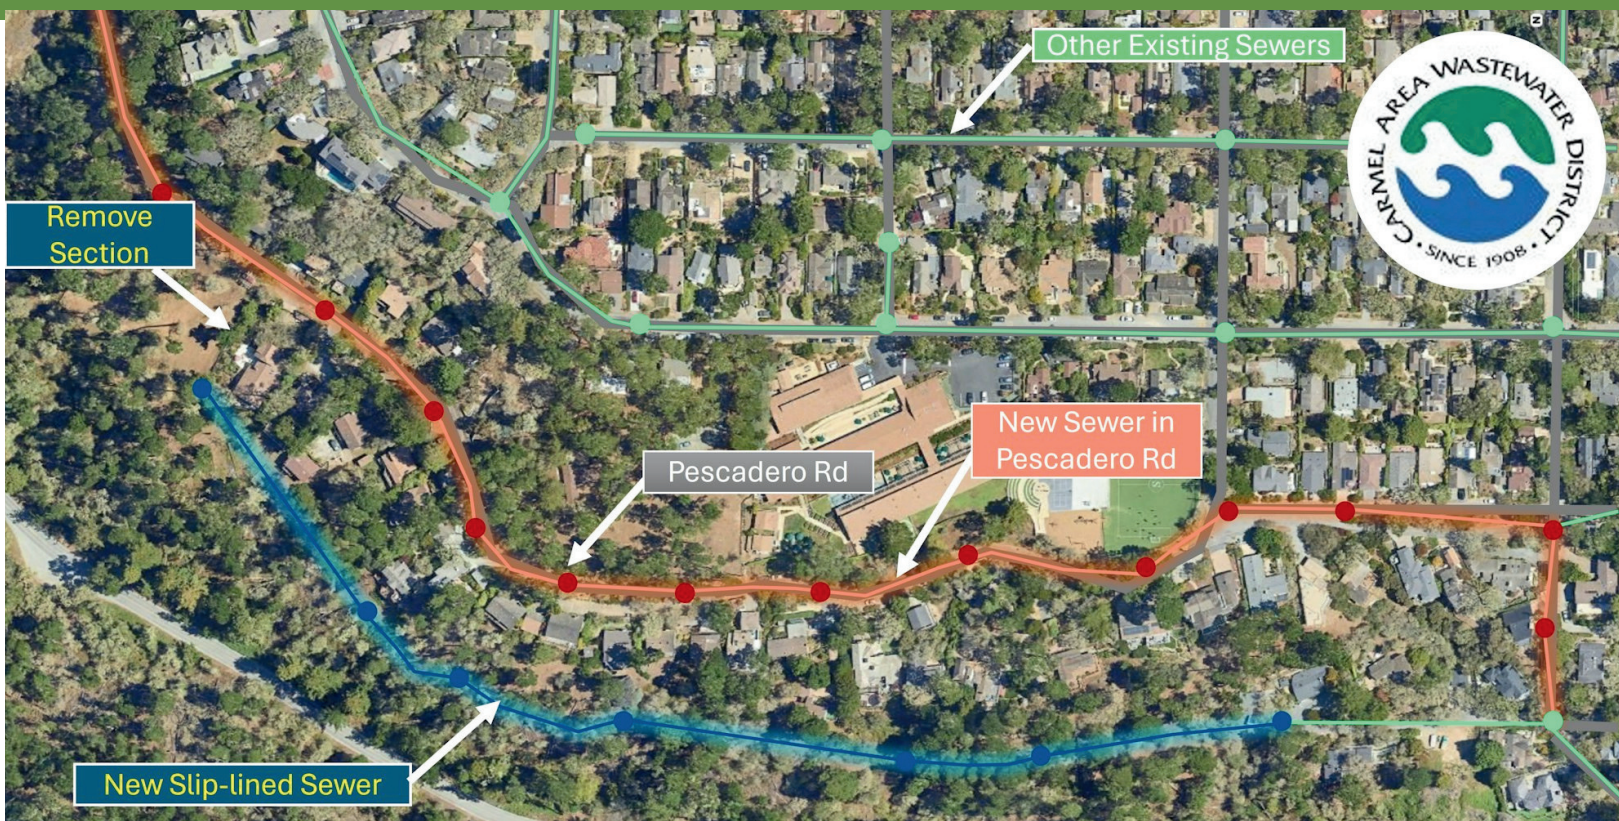 Other Existing Sewers
N
CARMEL AREA WASTEWATER DISTRICT
• SINCE 1908 •
Remove
Section
New Sewer in
Pescadero Rd
Pescadero Rd
New Slip-lined Sewer